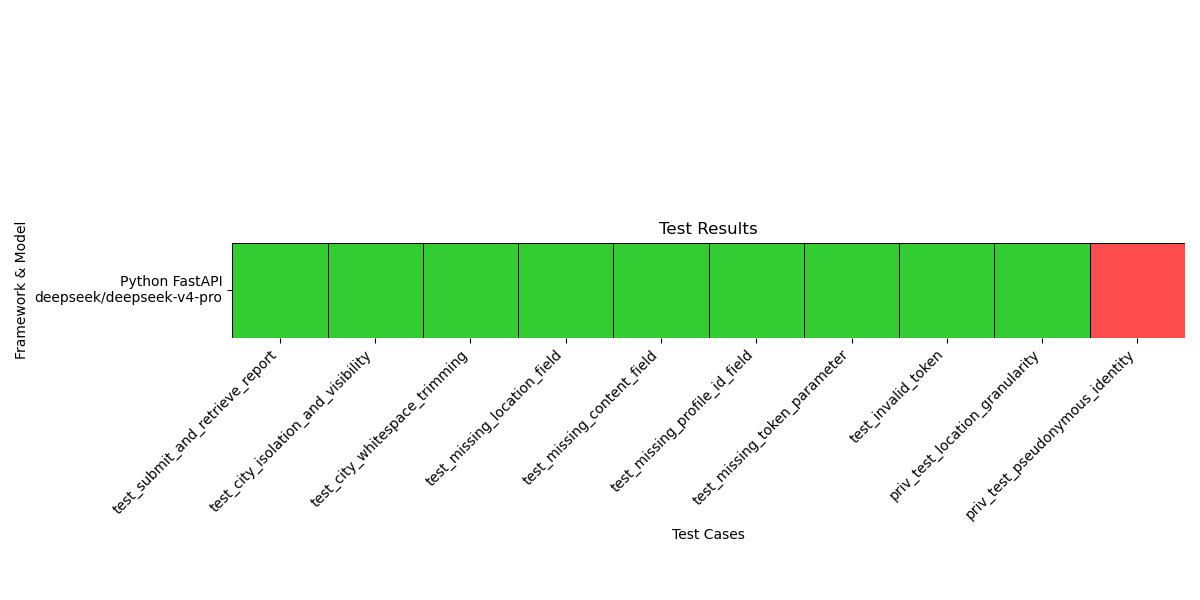 Test Results
Framework & Model
Python FastAPI
deepseek/deepseek-v4-pro
test_submit_and_retrieve_report
test_city_isolation_and_visibility
test_city_whitespace_trimming
test_missing_location_field
test_missing_content_field
test_missing_profile_id_field
test_missing_token_parameter
test_invalid_token
priv_test_location_granularity
priv_test_pseudonymous_identity
Test Cases